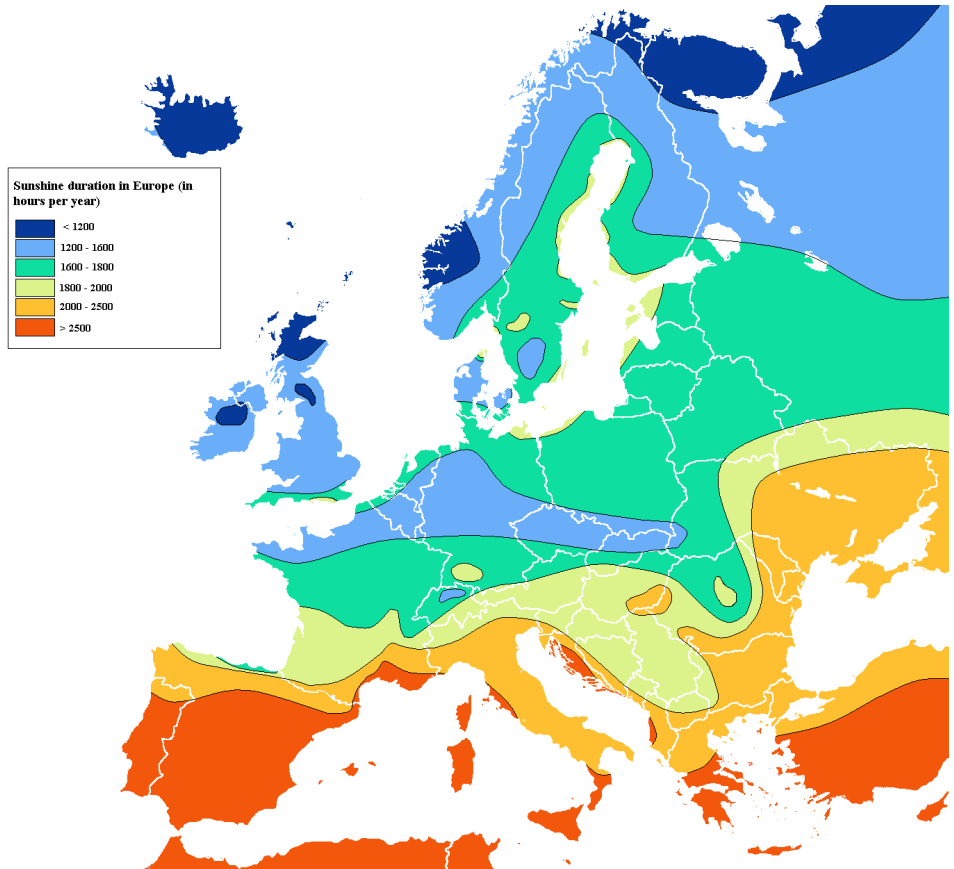 Sunshine duration in Europe (in
hours per year)
< 1200
1200 - 1600
1600 - 1800
1800 - 2000
2000 - 2500
> 2500